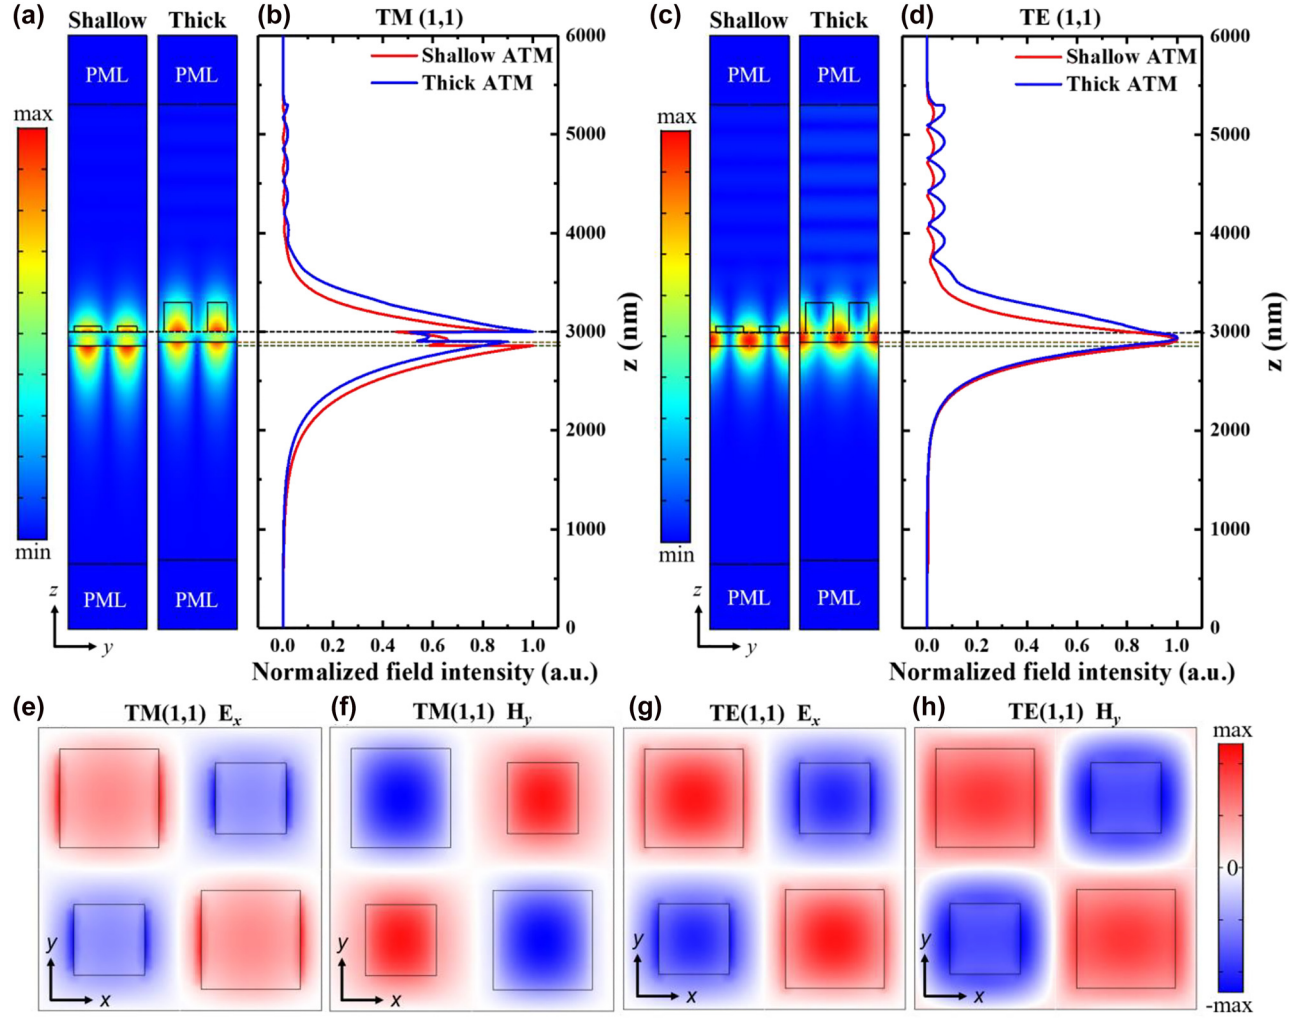 (a) Shallow Thick (b) TM (1,1) (c) Shallow Thick (d) TE (1,1)
PML PML Shallow ATM Thick ATM 6000 PML PML Shallow ATM Thick ATM 6000
max max
5000 5000
4000 4000
3000 3000
z (nm) z (nm)
2000 2000
1000 1000
min min
z PML PML PML PML
y 0 z y 0
0.0 0.2 0.4 0.6 0.8 1.0 0.0 0.2 0.4 0.6 0.8 1.0
Normalized field intensity (a.u.) Normalized field intensity (a.u.)
(e) TM(1,1) Ex (f) TM(1,1) Hy (g) TE(1,1) Ex (h) TE(1,1) Hy
max
0
y y y y
x x x x
-max